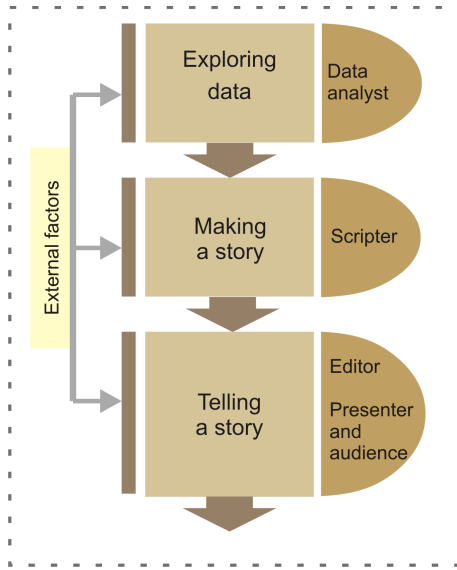 Exploring
data
Data
analyst
External factors
Making
a story
Scripter
Telling
a story
Editor
Presenter
and
audience